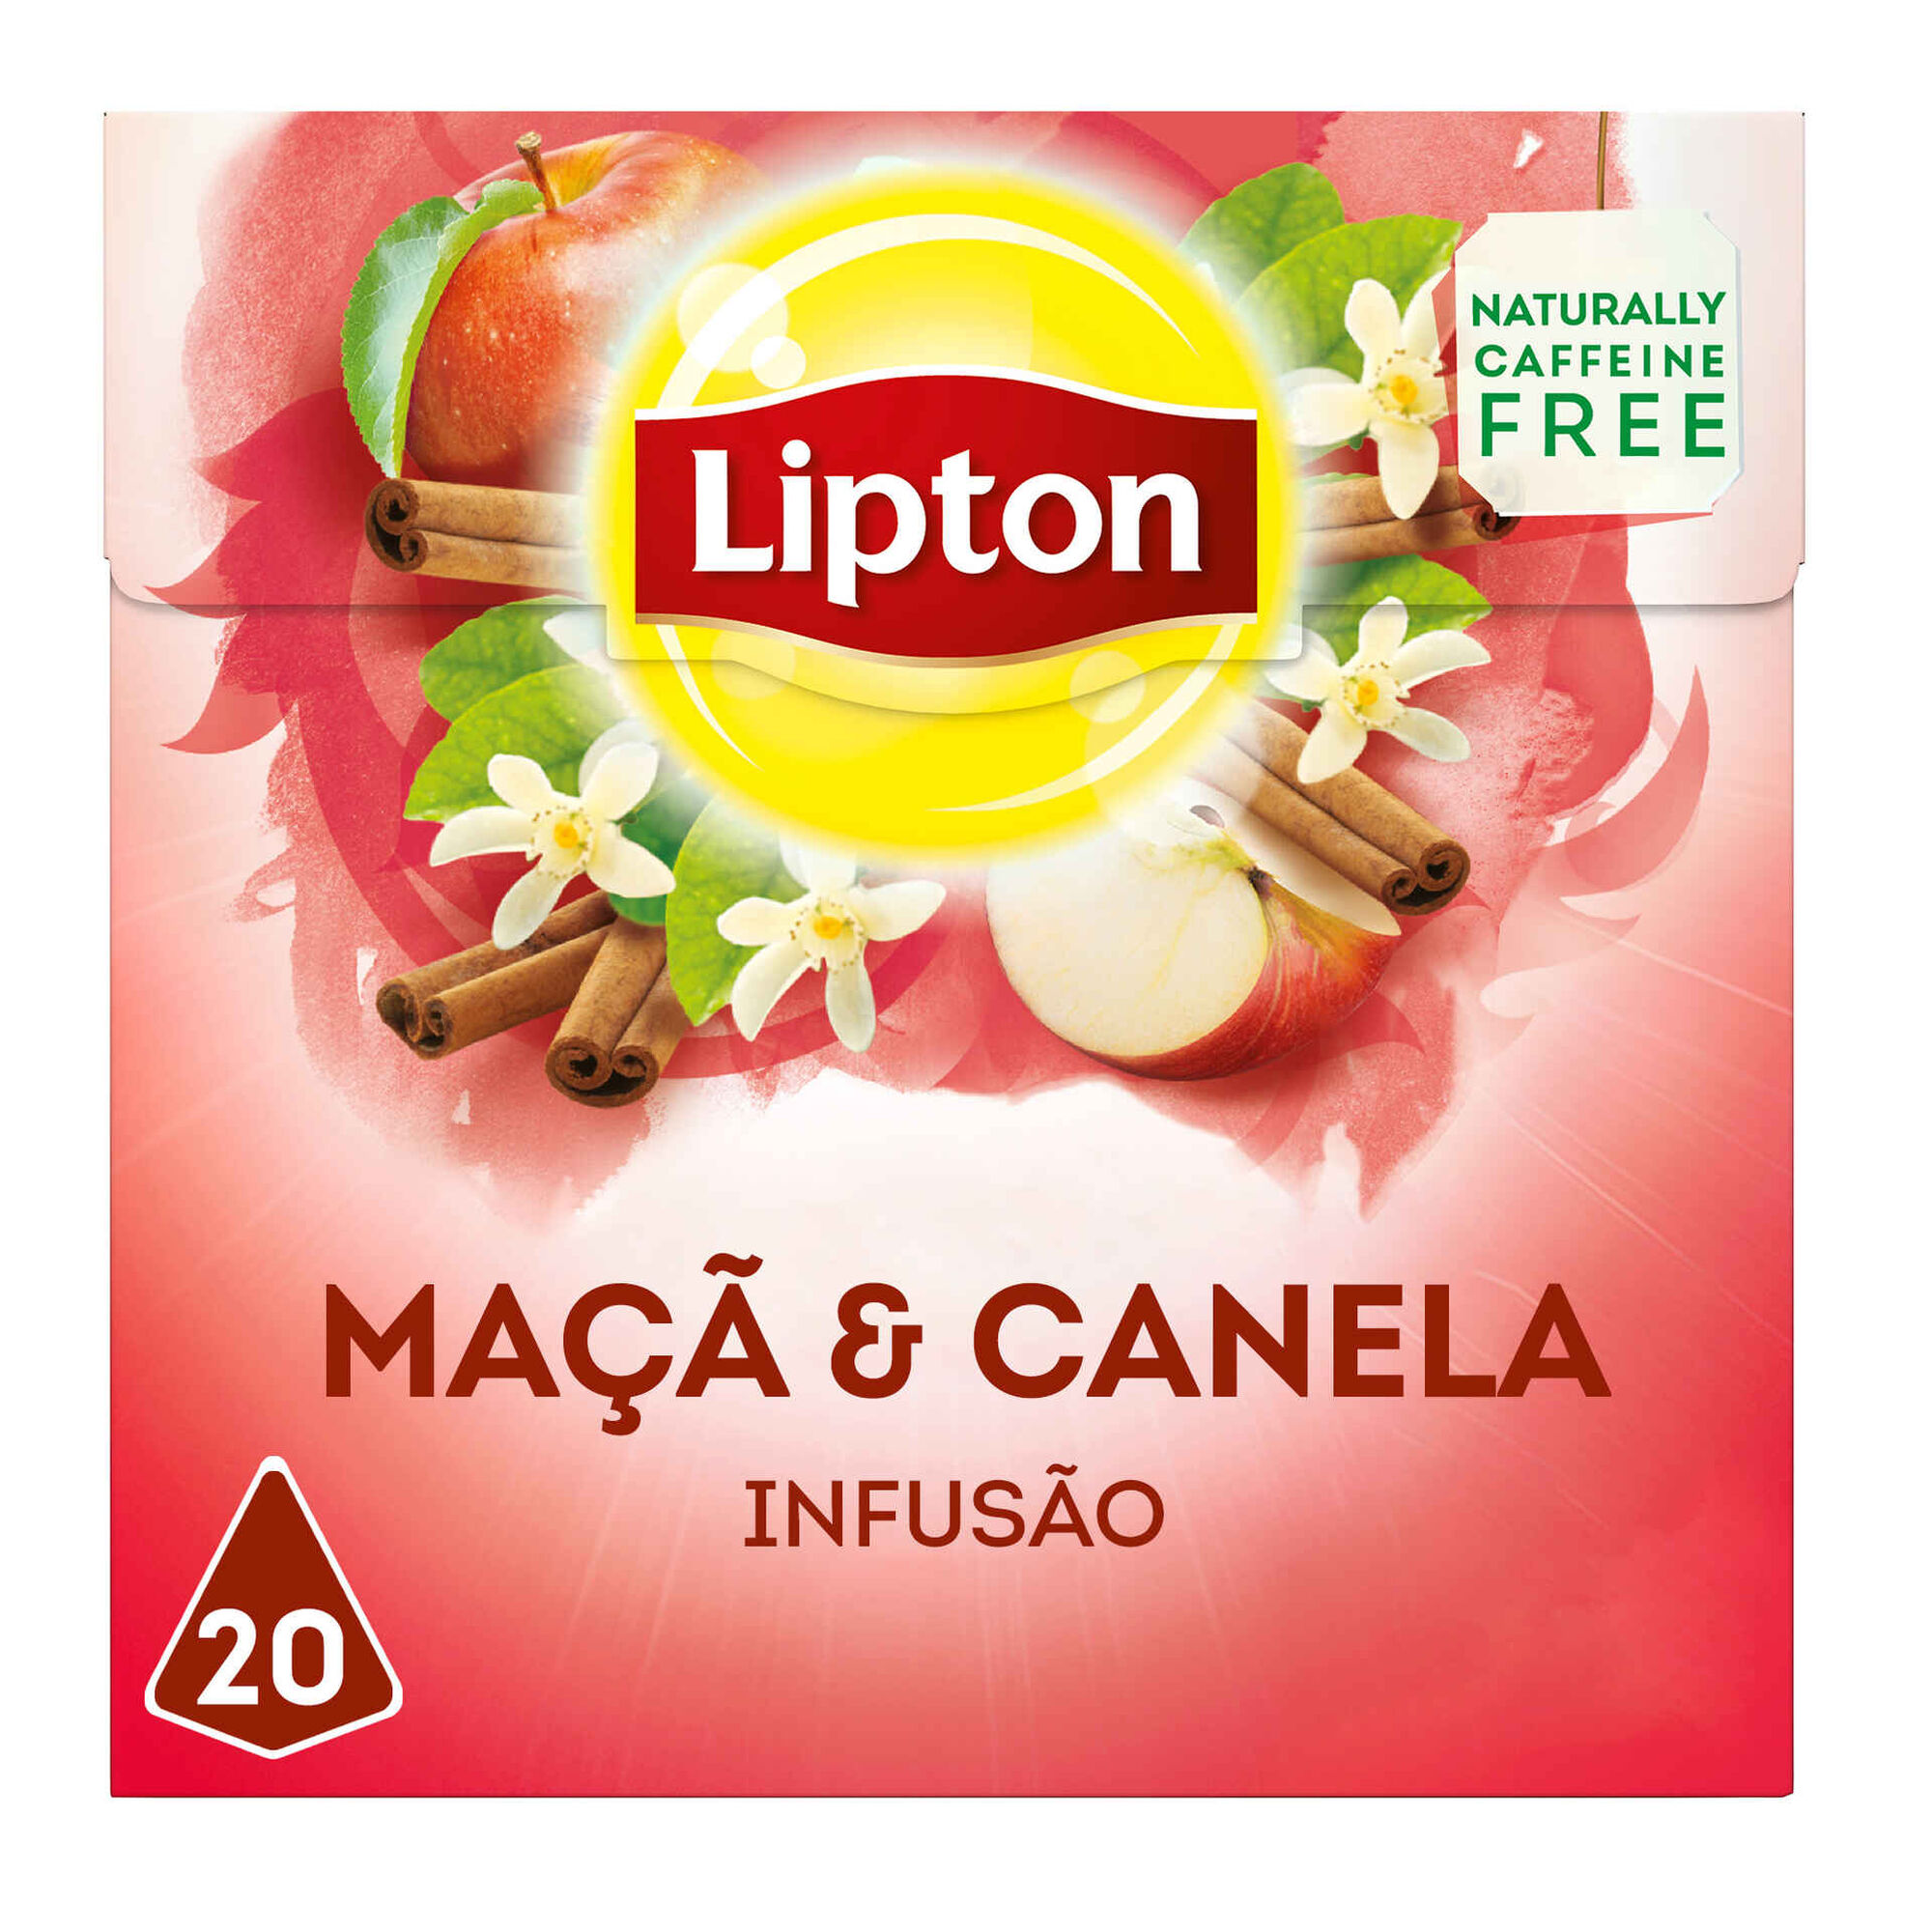 Lipton
NATURALLY
CAFFEINE
FREE
MAÇÃ & CANELA
INFUSÃO
20